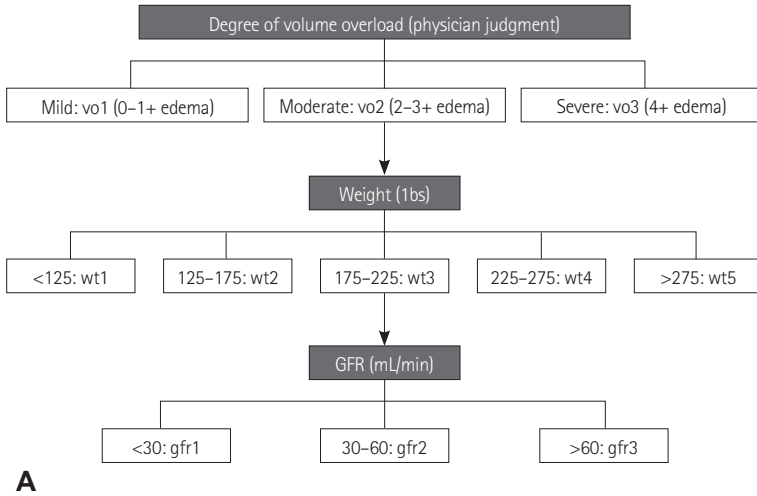 Degree of volume overload (physician judgment)
Mild: vo1 (0–1+ edema)
Moderate: vo2 (2–3+ edema)
Severe: vo3 (4+ edema)
Weight (1bs)
<125: wt1
125–175: wt2
175–225: wt3
225–275: wt4
>275: wt5
GFR (mL/min)
<30: gfr1
30–60: gfr2
>60: gfr3
A